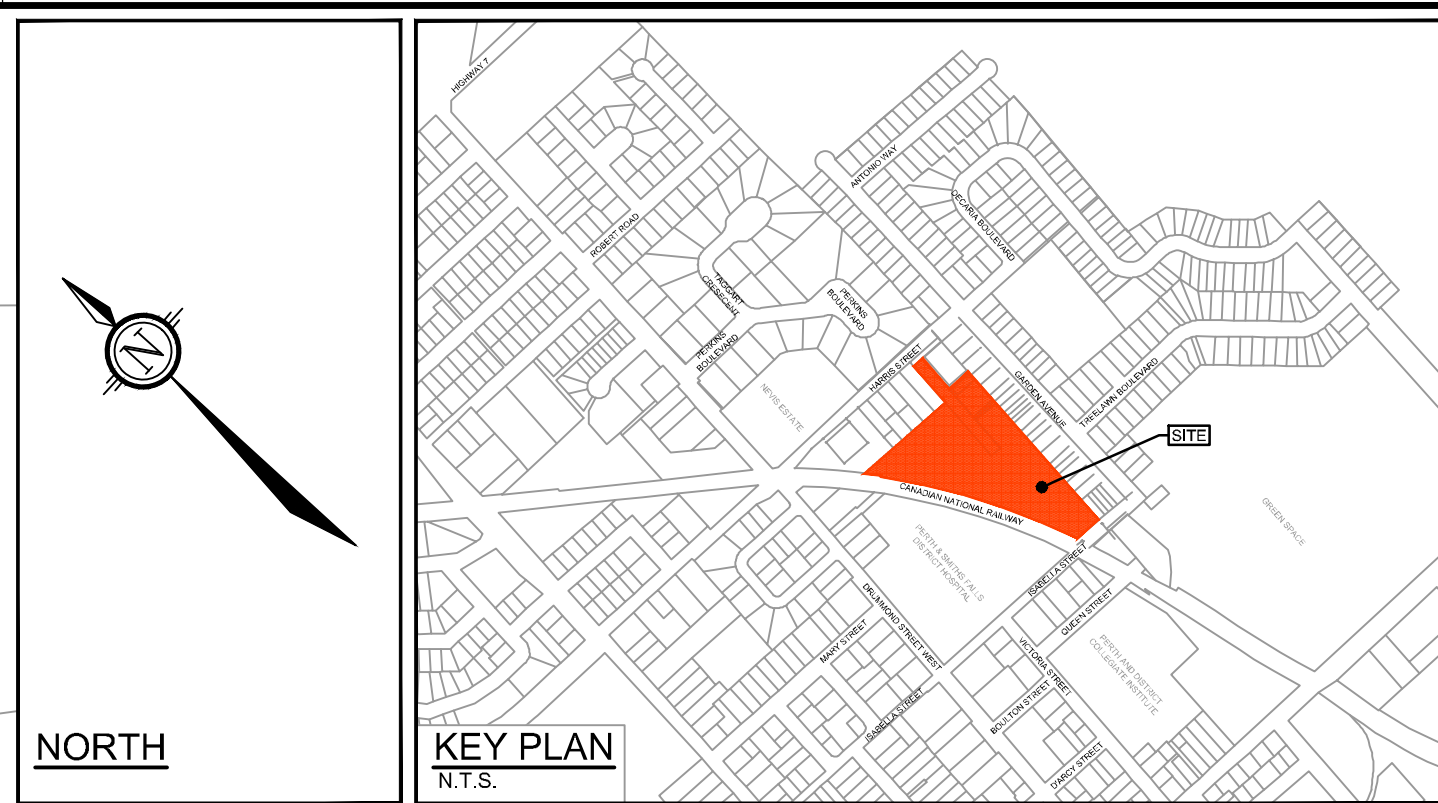 N
NORTH
HIGHWAY 7
ANTONIO WAY
DECARIA BOULEVARD
ROBERT ROAD
TAGGART
CRESECENT
PERKINS
BOULEVARD
PERKINS
BOULEVARD
HARRIS STREET
NEVIS ESTATE
GARDEN AVENUE
TREELAWN BOULEVARD
SITE
CANADIAN NATIONAL RAILWAY
GREEN SPACE
PERTH & SMITHS FALLS
DISTRICT HOSPITAL
ISABELLA STREET
QUEEN STREET
DRUMMOND STREET WEST
MARY STREET
VICTORIA STREET
PERTH AND DISTRICT
COLLEGIATE INSTITUTE
ISABELLA STREET
BOULTON STREET
D'ARCY STREET
KEY PLAN
N.T.S.